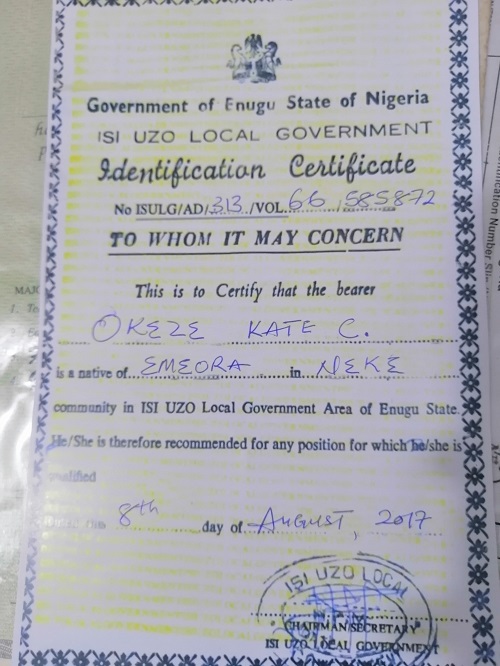 Government of Enugu State of Nigeria
ISI UZO LOCAL GOVERNMENT
Identification Certificate
No ISULG/AD/313/VOL.66/585872
TO WHOM IT MAY CONCERN
This is to Certify that the bearer
OKEZE KATE C.
is a native of EMEORA in NEKE
community in ISI UZO Local Government Area of Enugu State.
He/She is therefore recommended for any position for which he/she is
qualified
8th day of AUGUST, 2017
ISI UZO LOCAL
CHAIRMAN/SECRETARY
ISI UZO LOCAL GOVERNMENT